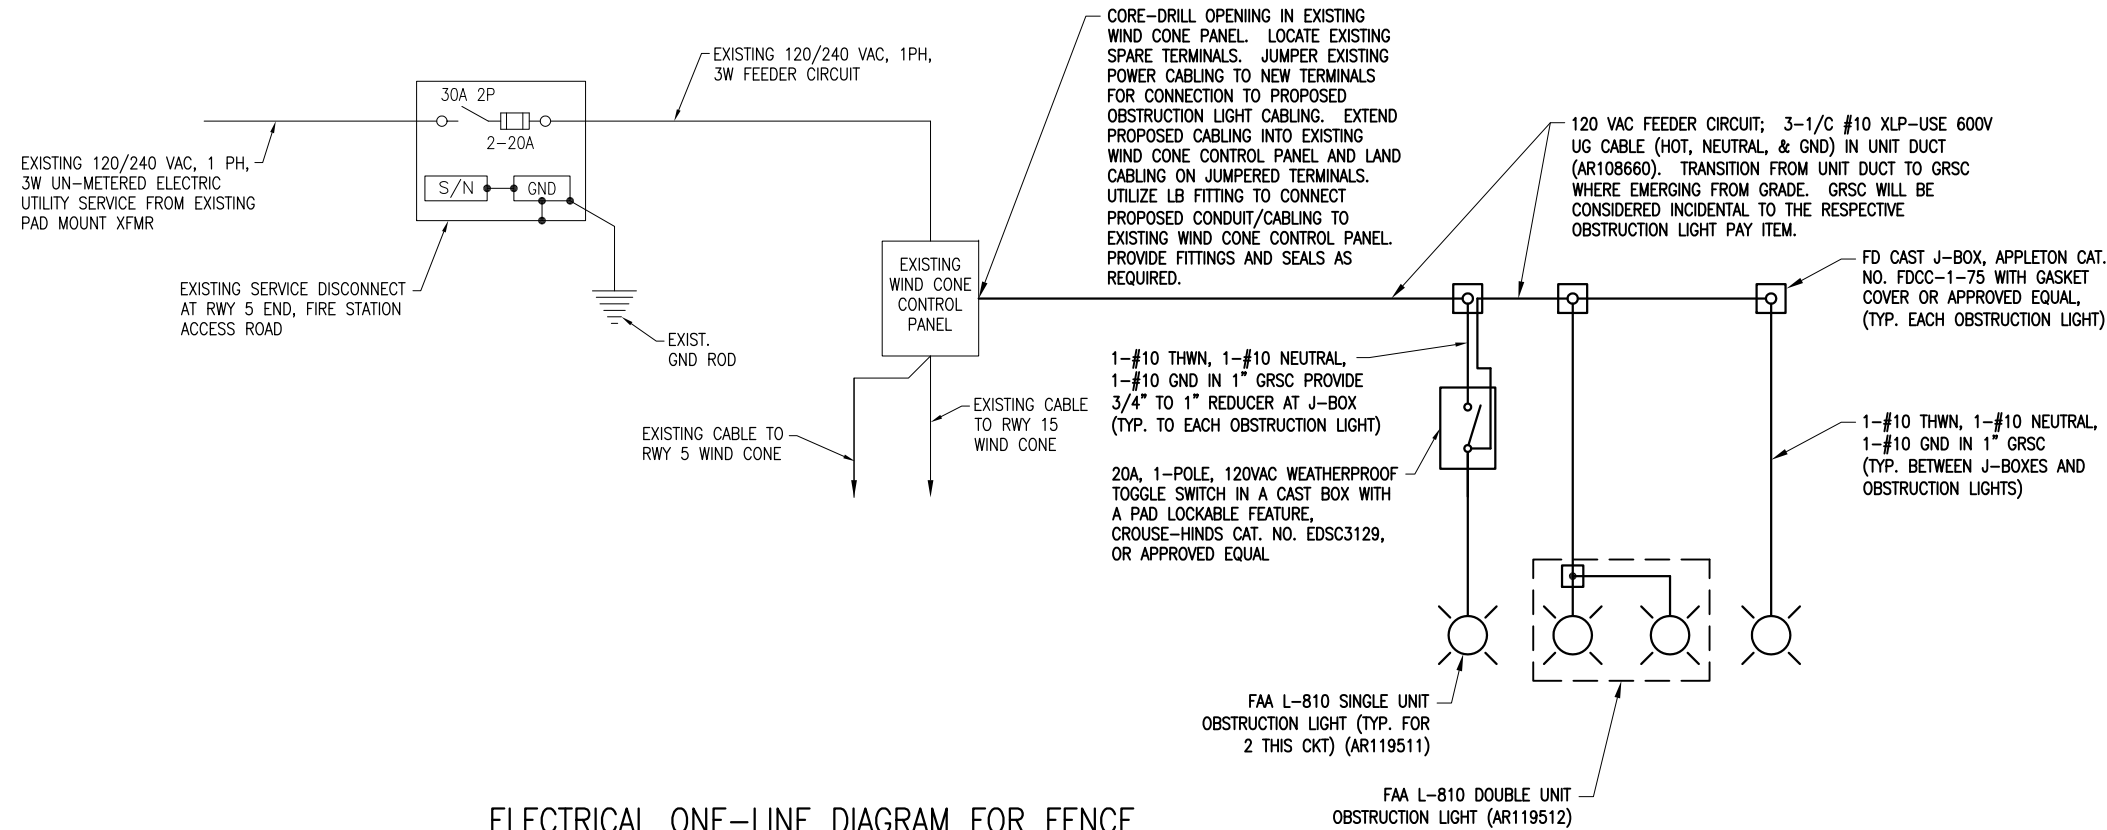 EXISTING 120/240 VAC, 1 PH,
3W UN-METERED ELECTRIC
UTILITY SERVICE FROM EXISTING
PAD MOUNT XFMR
30A 2P
2-20A
S/N
GND
EXISTING SERVICE DISCONNECT
AT RWY 5 END, FIRE STATION
ACCESS ROAD
EXIST.
GND ROD
EXISTING 120/240 VAC, 1PH,
3W FEEDER CIRCUIT
EXISTING
WIND CONE
CONTROL
PANEL
EXISTING CABLE TO
RWY 5 WIND CONE
EXISTING CABLE
TO RWY 15
WIND CONE
CORE-DRILL OPENIING IN EXISTING
WIND CONE PANEL. LOCATE EXISTING
SPARE TERMINALS. JUMPER EXISTING
POWER CABLING TO NEW TERMINALS
FOR CONNECTION TO PROPOSED
OBSTRUCTION LIGHT CABLING. EXTEND
PROPOSED CABLING INTO EXISTING
WIND CONE CONTROL PANEL AND LAND
CABLING ON JUMPERED TERMINALS.
UTILIZE LB FITTING TO CONNECT
PROPOSED CONDUIT/CABLING TO
EXISTING WIND CONE CONTROL PANEL.
PROVIDE FITTINGS AND SEALS AS
REQUIRED.
120 VAC FEEDER CIRCUIT; 3-1/C #10 XLP-USE 600V
UG CABLE (HOT, NEUTRAL, & GND) IN UNIT DUCT
(AR108660). TRANSITION FROM UNIT DUCT TO GRSC
WHERE EMERGING FROM GRADE. GRSC WILL BE
CONSIDERED INCIDENTAL TO THE RESPECTIVE
OBSTRUCTION LIGHT PAY ITEM.
FD CAST J-BOX, APPLETON CAT.
NO. FDCC-1-75 WITH GASKET
COVER OR APPROVED EQUAL,
(TYP. EACH OBSTRUCTION LIGHT)
1-#10 THWN, 1-#10 NEUTRAL,
1-#10 GND IN 1" GRSC PROVIDE
3/4" TO 1" REDUCER AT J-BOX
(TYP. TO EACH OBSTRUCTION LIGHT)
20A, 1-POLE, 120VAC WEATHERPROOF
TOGGLE SWITCH IN A CAST BOX WITH
A PAD LOCKABLE FEATURE,
CROUSE-HINDS CAT. NO. EDSC3129,
OR APPROVED EQUAL
1-#10 THWN, 1-#10 NEUTRAL,
1-#10 GND IN 1" GRSC
(TYP. BETWEEN J-BOXES AND
OBSTRUCTION LIGHTS)
FAA L-810 SINGLE UNIT
OBSTRUCTION LIGHT (TYP. FOR
2 THIS CKT) (AR119511)
FAA L-810 DOUBLE UNIT
OBSTRUCTION LIGHT (AR119512)
ELECTRICAL ONE-LINE DIAGRAM FOR FENCE